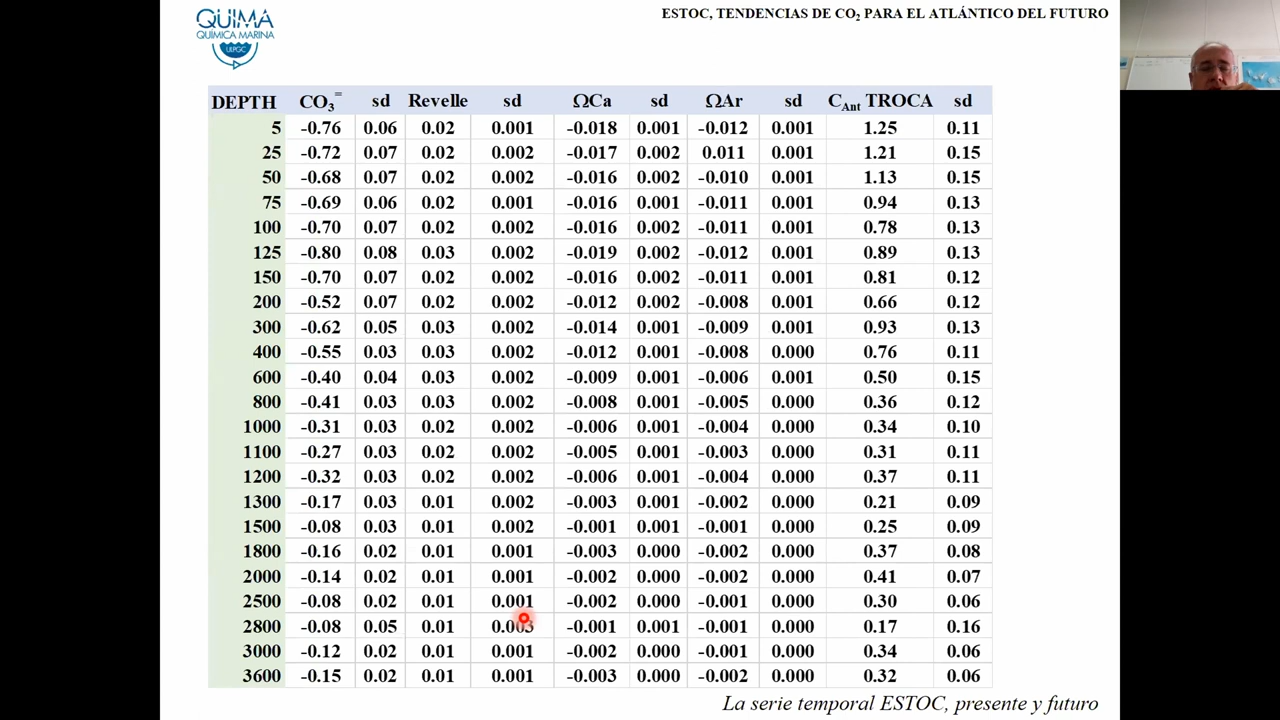 QUIMA
QUÍMICA MARINA
ULPGC
ESTOC, TENDENCIAS DE CO₂ PARA EL ATLÁNTICO DEL FUTURO
DEPTH CO₃⁼ sd Revelle sd ΩCa sd ΩAr sd C_Ant TROCA sd
5 -0.76 0.06 0.02 0.001 -0.018 0.001 -0.012 0.001 1.25 0.11
25 -0.72 0.07 0.02 0.002 -0.017 0.002 0.011 0.001 1.21 0.15
50 -0.68 0.07 0.02 0.002 -0.016 0.002 -0.010 0.001 1.13 0.15
75 -0.69 0.06 0.02 0.001 -0.016 0.001 -0.011 0.001 0.94 0.13
100 -0.70 0.07 0.02 0.002 -0.016 0.002 -0.011 0.001 0.78 0.13
125 -0.80 0.08 0.03 0.002 -0.019 0.002 -0.012 0.001 0.89 0.13
150 -0.70 0.07 0.02 0.002 -0.016 0.002 -0.011 0.001 0.81 0.12
200 -0.52 0.07 0.02 0.002 -0.012 0.002 -0.008 0.001 0.66 0.12
300 -0.62 0.05 0.03 0.002 -0.014 0.001 -0.009 0.001 0.93 0.13
400 -0.55 0.03 0.03 0.002 -0.012 0.001 -0.008 0.000 0.76 0.11
600 -0.40 0.04 0.03 0.002 -0.009 0.001 -0.006 0.001 0.50 0.15
800 -0.41 0.03 0.03 0.002 -0.008 0.001 -0.005 0.000 0.36 0.12
1000 -0.31 0.03 0.02 0.002 -0.006 0.001 -0.004 0.000 0.34 0.10
1100 -0.27 0.03 0.02 0.002 -0.005 0.001 -0.003 0.000 0.31 0.11
1200 -0.32 0.03 0.02 0.002 -0.006 0.001 -0.004 0.000 0.37 0.11
1300 -0.17 0.03 0.01 0.002 -0.003 0.001 -0.002 0.000 0.21 0.09
1500 -0.08 0.03 0.01 0.002 -0.001 0.001 -0.001 0.000 0.25 0.09
1800 -0.16 0.02 0.01 0.001 -0.003 0.000 -0.002 0.000 0.37 0.08
2000 -0.14 0.02 0.01 0.001 -0.002 0.000 -0.002 0.000 0.41 0.07
2500 -0.08 0.02 0.01 0.001 -0.002 0.000 -0.001 0.000 0.30 0.06
2800 -0.08 0.05 0.01 0.003 -0.001 0.001 -0.001 0.000 0.17 0.16
3000 -0.12 0.02 0.01 0.001 -0.002 0.000 -0.001 0.000 0.34 0.06
3600 -0.15 0.02 0.01 0.001 -0.003 0.000 -0.002 0.000 0.32 0.06
La serie temporal ESTOC, presente y futuro